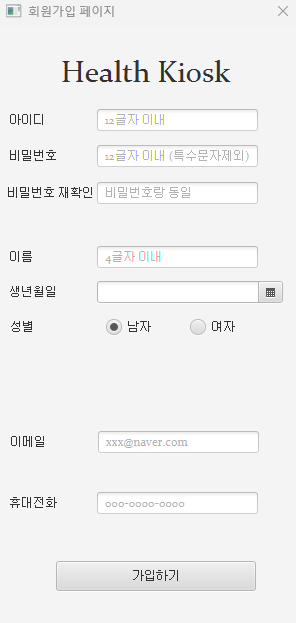 회원가입 페이지
Health Kiosk
아이디 12글자 이내
비밀번호 12글자 이내 (특수문자제외)
비밀번호 재확인 비밀번호랑 동일
이름 4글자 이내
생년월일
성별 남자 여자
이메일 xxx@naver.com
휴대전화 000-0000-0000
가입하기